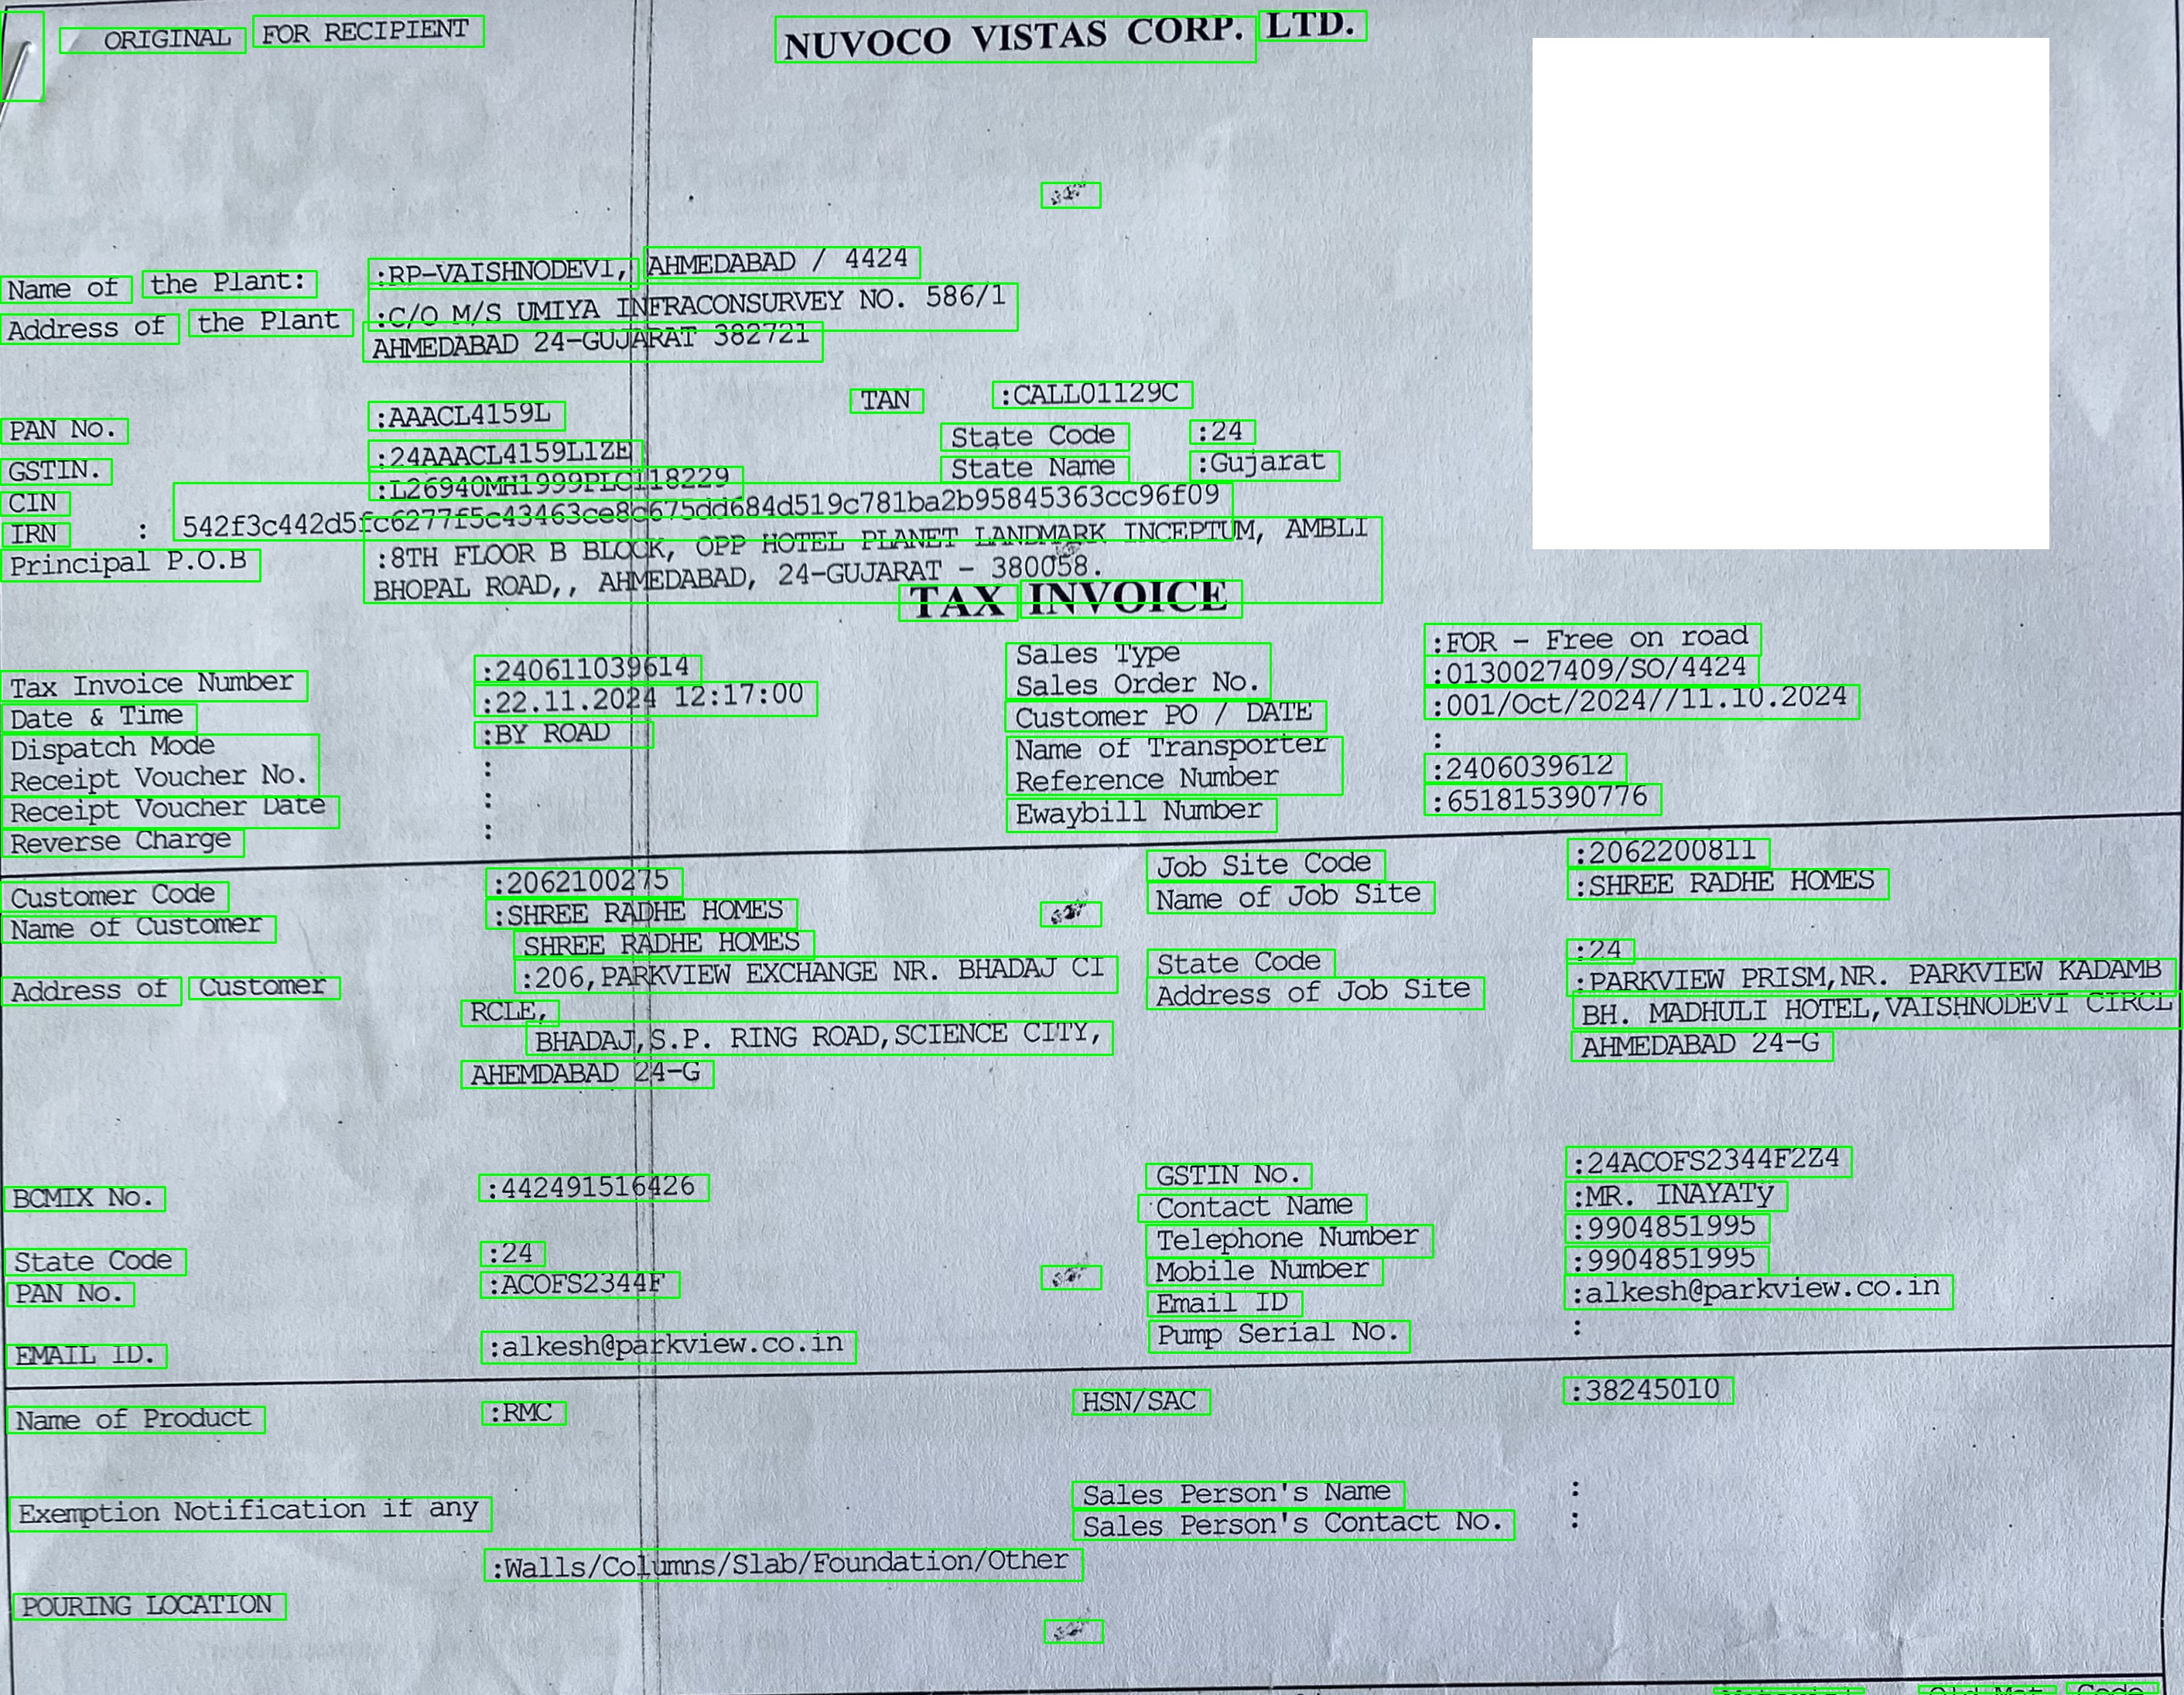 ORIGINAL FOR RECIPIENT
NUVOCO VISTAS CORP. LTD.
Name of the Plant: :RP-VAISHNODEVI, AHMEDABAD / 4424
Address of the Plant :C/O M/S UMIYA INFRACONSURVEY NO. 586/1
AHMEDABAD 24-GUJARAT 382721
PAN No. :AAACL4159L TAN :CALL01129C
GSTIN. :24AAACL4159L1ZE State Code :24
CIN :L26940MH1999PLC118229 State Name :Gujarat
IRN : 542f3c442d5fc6277f5c43463ce8c675dd684d519c781ba2b95845363cc96f09
Principal P.O.B :8TH FLOOR B BLOCK, OPP HOTEL PLANET LANDMARK INCEPTUM, AMBLI
BHOPAL ROAD,, AHMEDABAD, 24-GUJARAT - 380058.
TAX INVOICE
Tax Invoice Number :240611039614 Sales Type :FOR - Free on road
Date & Time :22.11.2024 12:17:00 Sales Order No. :0130027409/SO/4424
Dispatch Mode :BY ROAD Customer PO / DATE :001/Oct/2024//11.10.2024
Receipt Voucher No. : Name of Transporter :
Receipt Voucher Date : Reference Number :2406039612
Reverse Charge : Ewaybill Number :651815390776
Customer Code :2062100275 Job Site Code :2062200811
Name of Customer :SHREE RADHE HOMES Name of Job Site :SHREE RADHE HOMES
SHREE RADHE HOMES State Code :24
Address of Customer :206,PARKVIEW EXCHANGE NR. BHADAJ CI Address of Job Site :PARKVIEW PRISM,NR. PARKVIEW KADAMB
RCLE, BH. MADHULI HOTEL,VAISHNODEVI CIRCL
BHADAJ,S.P. RING ROAD,SCIENCE CITY, AHMEDABAD 24-G
AHEMDABAD 24-G
BCMIX No. :442491516426 GSTIN No. :24ACOFS2344F2Z4
Contact Name :MR. INAYATy
State Code :24 Telephone Number :9904851995
PAN No. :ACOFS2344F Mobile Number :9904851995
Email ID :alkesh@parkview.co.in
EMAIL ID. :alkesh@parkview.co.in Pump Serial No. :
Name of Product :RMC HSN/SAC :38245010
Exemption Notification if any Sales Person's Name :
Sales Person's Contact No. :
:Walls/Columns/Slab/Foundation/Other
POURING LOCATION